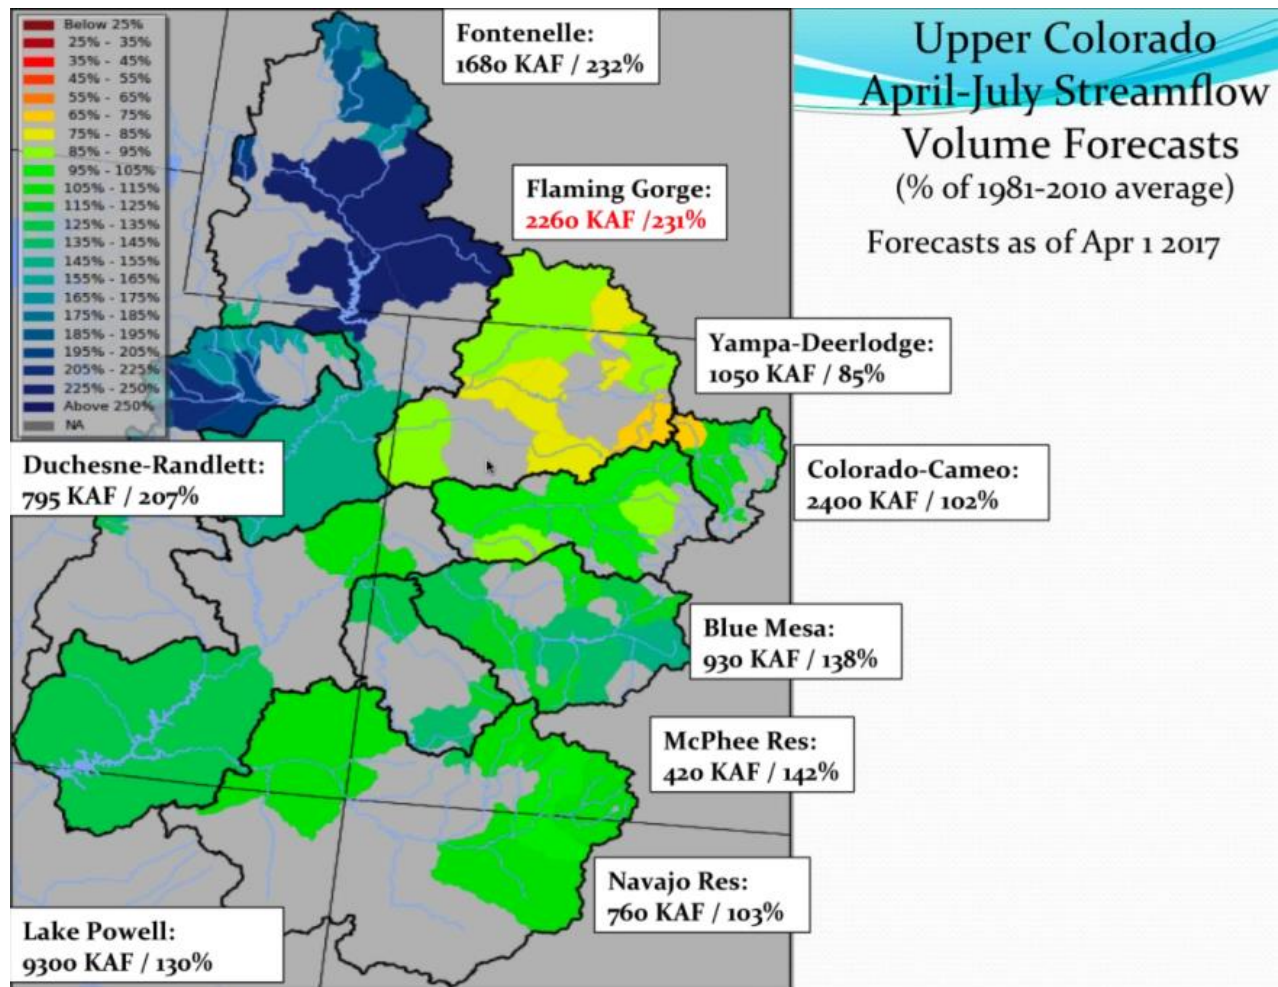 Below 25%
25% - 35%
35% - 45%
45% - 55%
55% - 65%
65% - 75%
75% - 85%
85% - 95%
95% - 105%
105% - 115%
115% - 125%
125% - 135%
135% - 145%
145% - 155%
155% - 165%
165% - 175%
175% - 185%
185% - 195%
195% - 205%
205% - 225%
225% - 250%
Above 250%
NA
Upper Colorado
April-July Streamflow
Volume Forecasts
(% of 1981-2010 average)
Forecasts as of Apr 1 2017
Fontenelle:
1680 KAF / 232%
Flaming Gorge:
2260 KAF /231%
Yampa-Deerlodge:
1050 KAF / 85%
Duchesne-Randlett:
795 KAF / 207%
Colorado-Cameo:
2400 KAF / 102%
Blue Mesa:
930 KAF / 138%
McPhee Res:
420 KAF / 142%
Navajo Res:
760 KAF / 103%
Lake Powell:
9300 KAF / 130%